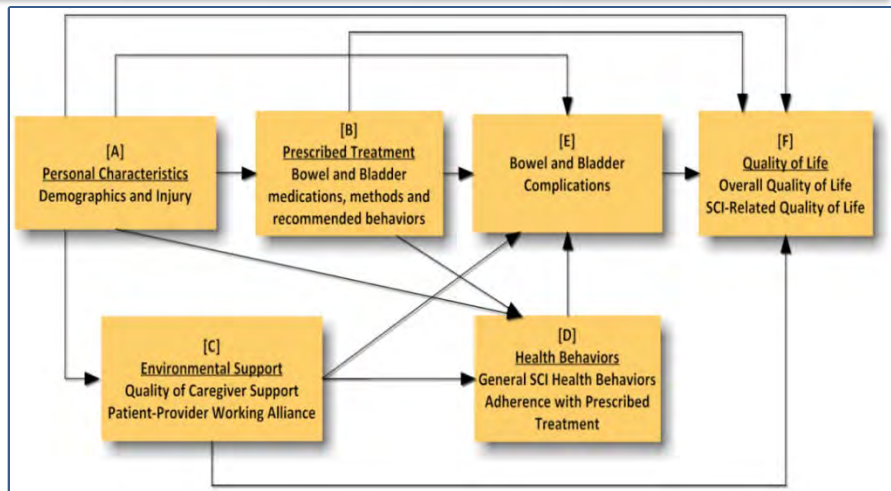 [A]
Personal Characteristics
Demographics and Injury
[B]
Prescribed Treatment
Bowel and Bladder
medications, methods and
recommended behaviors
[E]
Bowel and Bladder
Complications
[F]
Quality of Life
Overall Quality of Life
SCI-Related Quality of Life
[C]
Environmental Support
Quality of Caregiver Support
Patient-Provider Working Alliance
[D]
Health Behaviors
General SCI Health Behaviors
Adherence with Prescribed
Treatment